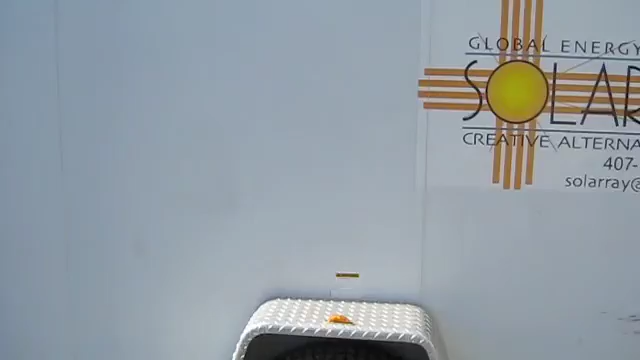 GLOBAL ENERGY
SOLAR
CREATIVE ALTERNA
407-
solarray@